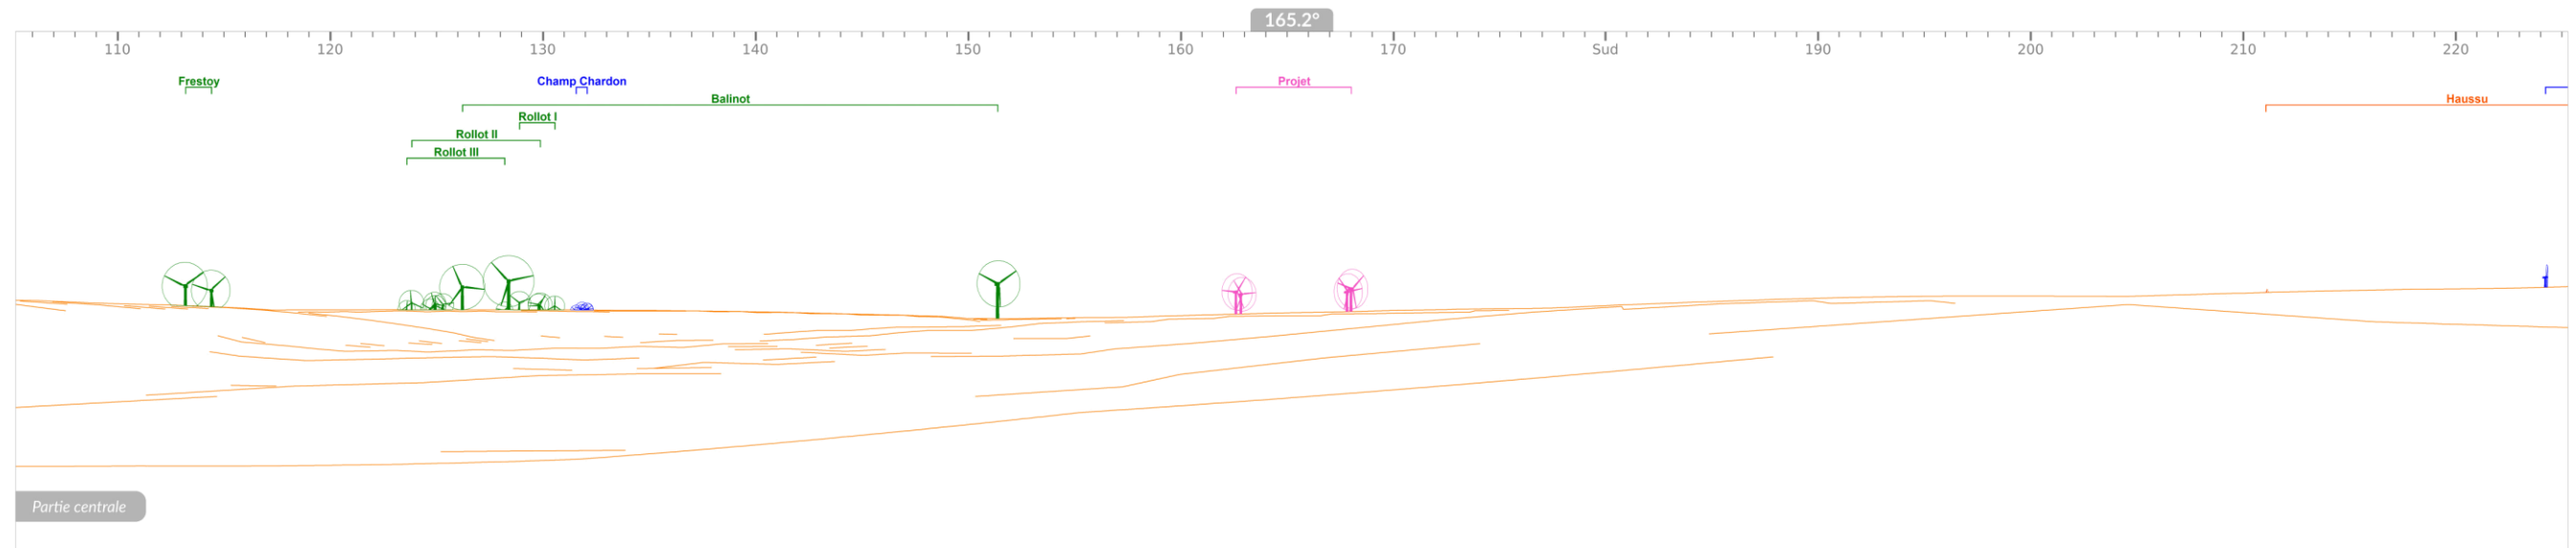 165.2°
110 120 130 140 150 160 170 Sud 190 200 210 220
Frestoy Champ Chardon Projet
Balinot Haussu
Rollot I
Rollot II
Rollot III
Partie centrale